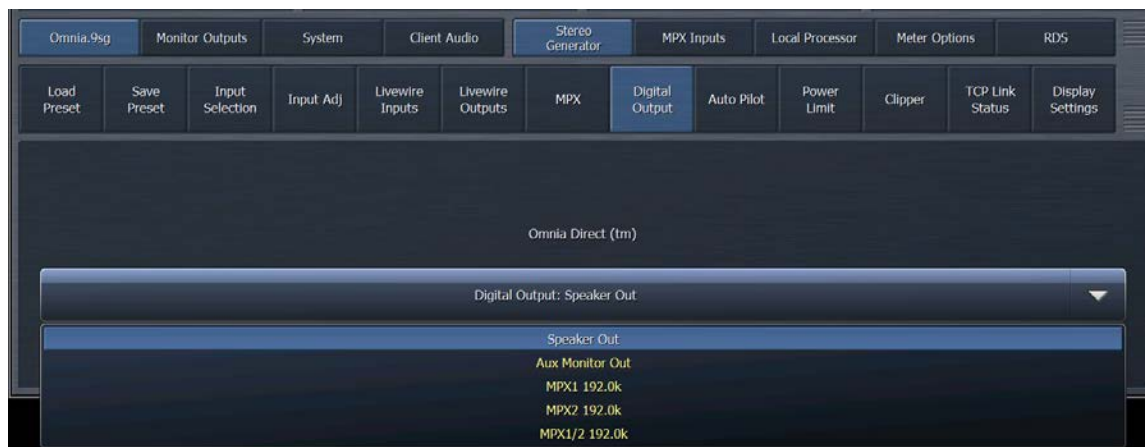 Omnia.9sg Monitor Outputs System Client Audio Stereo Generator MPX Inputs Local Processor Meter Options RDS
Load Preset Save Preset Input Selection Input Adj Livewire Inputs Livewire Outputs MPX Digital Output Auto Pilot Power Limit Clipper TCP Link Status Display Settings
Omnia Direct (tm)
Digital Output: Speaker Out
Speaker Out
Aux Monitor Out
MPX1 192.0k
MPX2 192.0k
MPX1/2 192.0k